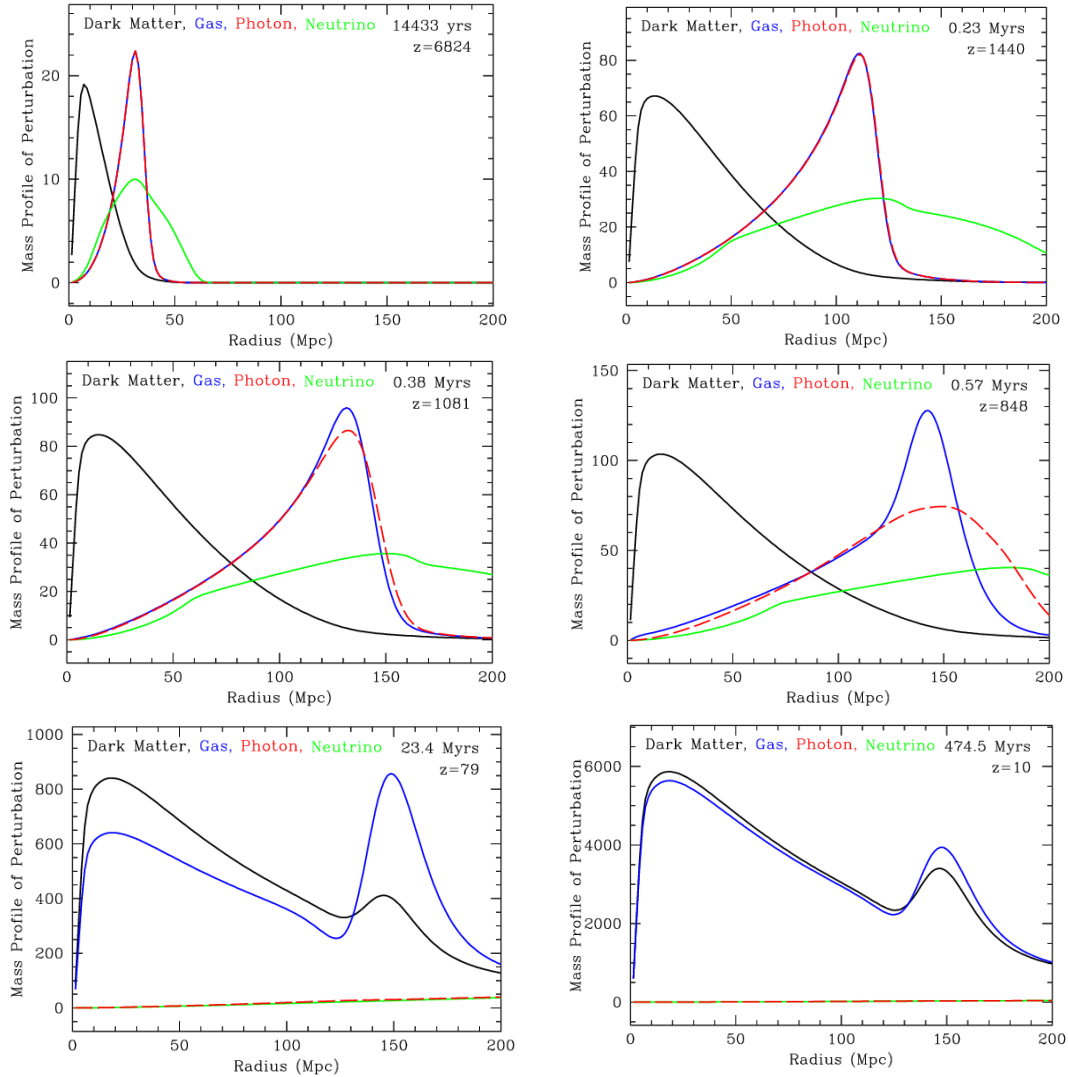 Dark Matter, Gas, Photon, Neutrino 14433 yrs
z=6824
Mass Profile of Perturbation
20
10
0
0 50 100 150 200
Radius (Mpc)
Dark Matter, Gas, Photon, Neutrino 0.23 Myrs
z=1440
Mass Profile of Perturbation
80
60
40
20
0
0 50 100 150 200
Radius (Mpc)
Dark Matter, Gas, Photon, Neutrino 0.38 Myrs
z=1081
Mass Profile of Perturbation
100
80
60
40
20
0
0 50 100 150 200
Radius (Mpc)
Dark Matter, Gas, Photon, Neutrino 0.57 Myrs
z=848
Mass Profile of Perturbation
150
100
50
0
0 50 100 150 200
Radius (Mpc)
Dark Matter, Gas, Photon, Neutrino 23.4 Myrs
z=79
Mass Profile of Perturbation
1000
800
600
400
200
0
0 50 100 150 200
Radius (Mpc)
Dark Matter, Gas, Photon, Neutrino 474.5 Myrs
z=10
Mass Profile of Perturbation
6000
4000
2000
0
0 50 100 150 200
Radius (Mpc)